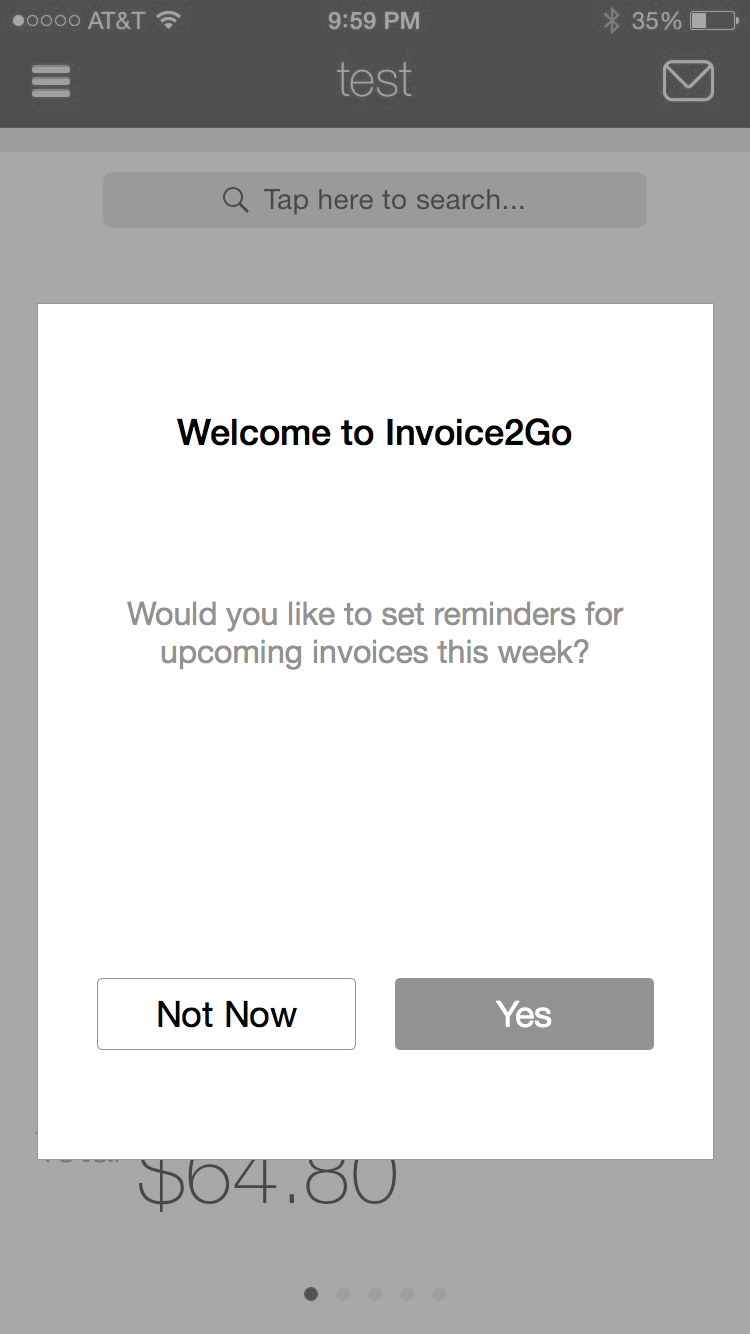 AT&T 9:59 PM 35%
test
Tap here to search...
Welcome to Invoice2Go
Would you like to set reminders for
upcoming invoices this week?
Not Now Yes
$64.80